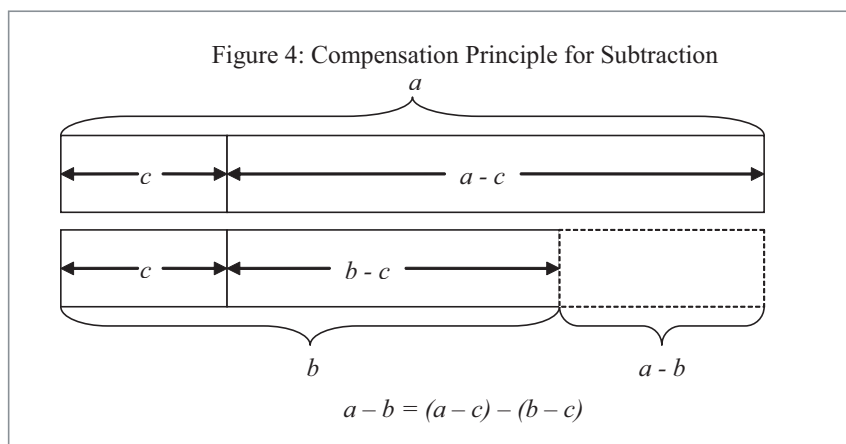 Figure 4: Compensation Principle for Subtraction
a
c
a - c
c
b - c
b
a - b
a – b = (a – c) – (b – c)